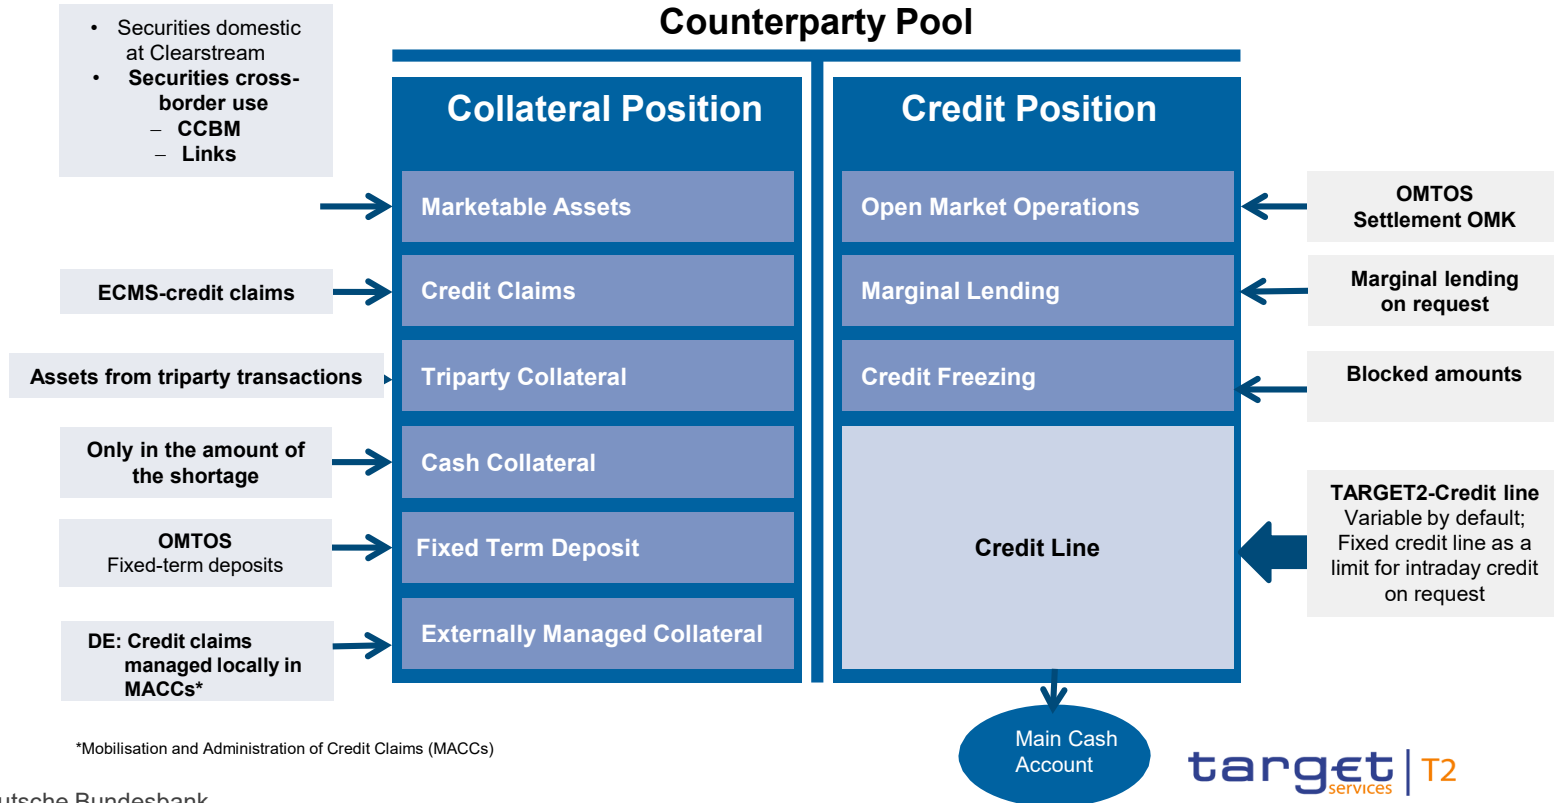 Counterparty Pool
• Securities domestic
at Clearstream
• Securities cross-
border use
– CCBM
– Links
Collateral Position
Marketable Assets
ECMS-credit claims
Credit Claims
Assets from triparty transactions
Triparty Collateral
Only in the amount of
the shortage
Cash Collateral
OMTOS
Fixed-term deposits
Fixed Term Deposit
DE: Credit claims
managed locally in
MACCs*
Externally Managed Collateral
Credit Position
Open Market Operations
OMTOS
Settlement OMK
Marginal Lending
Marginal lending
on request
Credit Freezing
Blocked amounts
Credit Line
TARGET2-Credit line
Variable by default;
Fixed credit line as a
limit for intraday credit
on request
Main Cash
Account
*Mobilisation and Administration of Credit Claims (MACCs)
target | T2
services
utsche Bundesbank